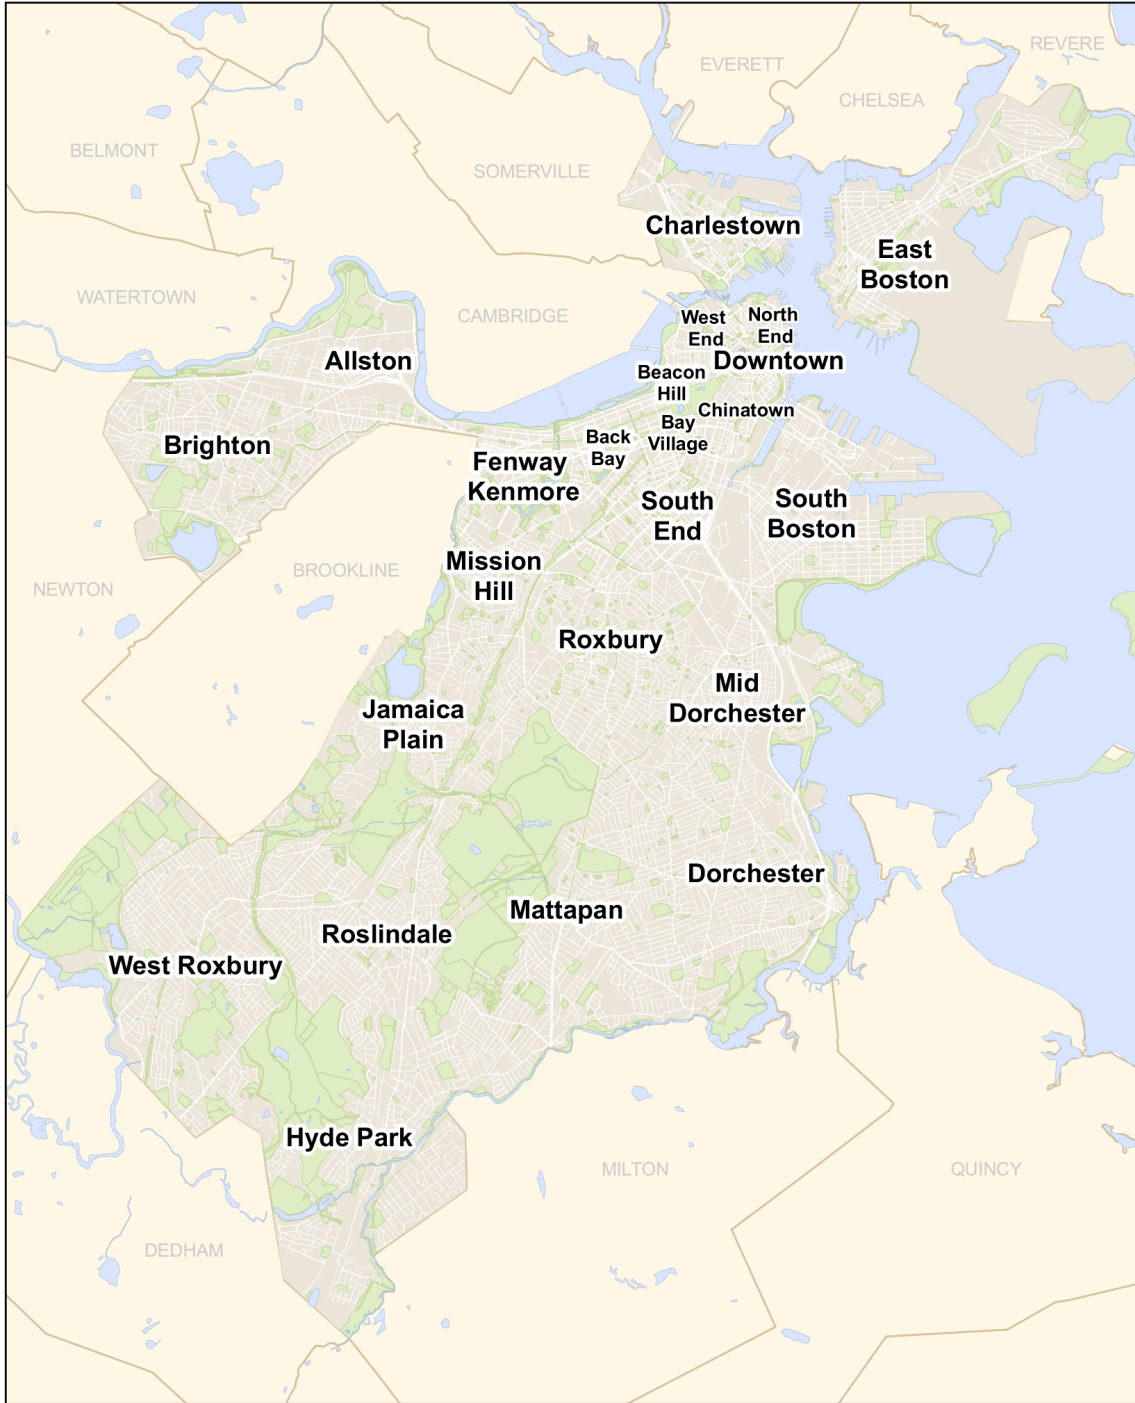 REVERE
EVERETT
CHELSEA
BELMONT
SOMERVILLE
Charlestown
East
Boston
WATERTOWN
CAMBRIDGE
West
End
North
End
Allston
Downtown
Beacon
Hill
Chinatown
Bay
Village
Back
Bay
Brighton
Fenway
Kenmore
South
End
South
Boston
Mission
Hill
BROOKLINE
NEWTON
Roxbury
Mid
Dorchester
Jamaica
Plain
Dorchester
Mattapan
Roslindale
West Roxbury
Hyde Park
MILTON
QUINCY
DEDHAM